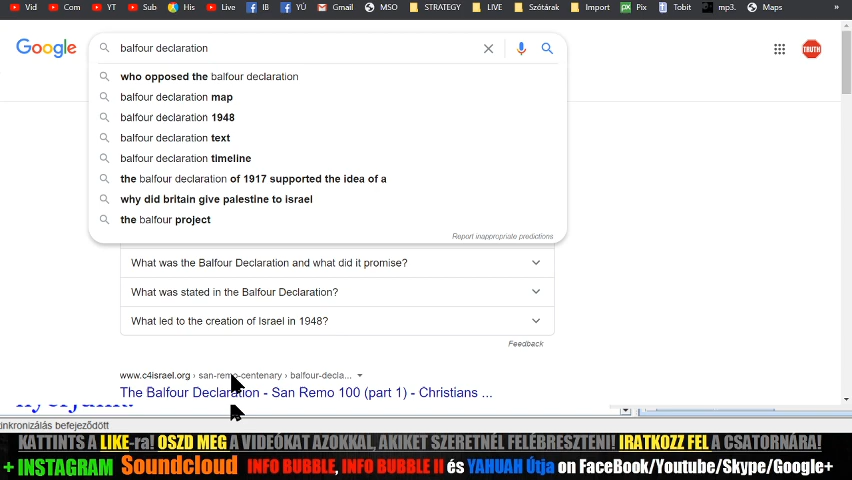 Vid Com YT Sub His Live IB YÚ Gmail MSO STRATEGY LIVE Szótárak Import Pix Tobit mp3. Maps »
Google balfour declaration TRUTH
who opposed the balfour declaration
balfour declaration map
balfour declaration 1948
balfour declaration text
balfour declaration timeline
the balfour declaration of 1917 supported the idea of a
why did britain give palestine to israel
the balfour project
Report inappropriate predictions
What was the Balfour Declaration and what did it promise?
What was stated in the Balfour Declaration?
What led to the creation of Israel in 1948?
Feedback
www.c4israel.org › san-remo-centenary › balfour-decla...
The Balfour Declaration - San Remo 100 (part 1) - Christians ...
inkronizálás befejeződött
KATTINTS A LIKE-ra! OSZD MEG A VIDEÓKAT AZOKKAL, AKIKET SZERETNÉL FELÉBRESZTENI! IRATKOZZ FEL A CSATORNÁRA!
+ INSTAGRAM Soundcloud INFO BUBBLE, INFO BUBBLE II és YAHUAH Útja on FaceBook/Youtube/Skype/Google+